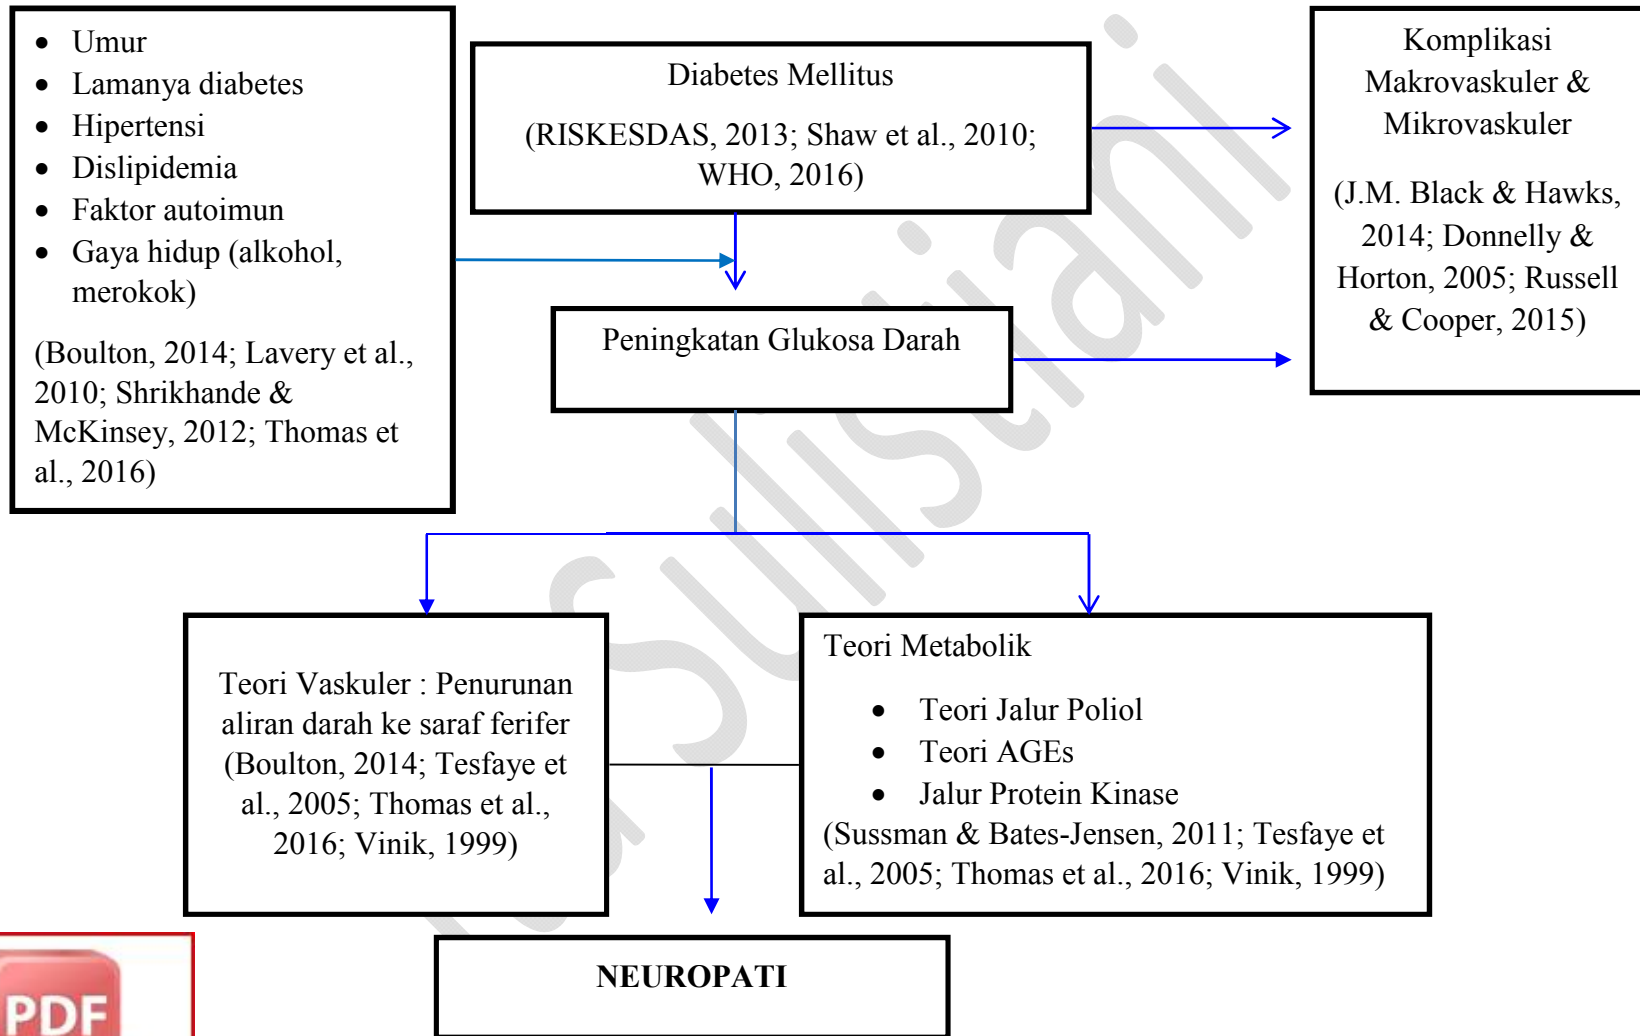 • Umur
• Lamanya diabetes
• Hipertensi
• Dislipidemia
• Faktor autoimun
• Gaya hidup (alkohol,
merokok)
(Boulton, 2014; Lavery et al.,
2010; Shrikhande &
McKinsey, 2012; Thomas et
al., 2016)
Diabetes Mellitus
(RISKESDAS, 2013; Shaw et al., 2010;
WHO, 2016)
Komplikasi
Makrovaskuler &
Mikrovaskuler
(J.M. Black & Hawks,
2014; Donnelly &
Horton, 2005; Russell
& Cooper, 2015)
Peningkatan Glukosa Darah
Teori Vaskuler : Penurunan
aliran darah ke saraf ferifer
(Boulton, 2014; Tesfaye et
al., 2005; Thomas et al.,
2016; Vinik, 1999)
Teori Metabolik
• Teori Jalur Poliol
• Teori AGEs
• Jalur Protein Kinase
(Sussman & Bates-Jensen, 2011; Tesfaye et
al., 2005; Thomas et al., 2016; Vinik, 1999)
NEUROPATI
PDF
Sulistiani